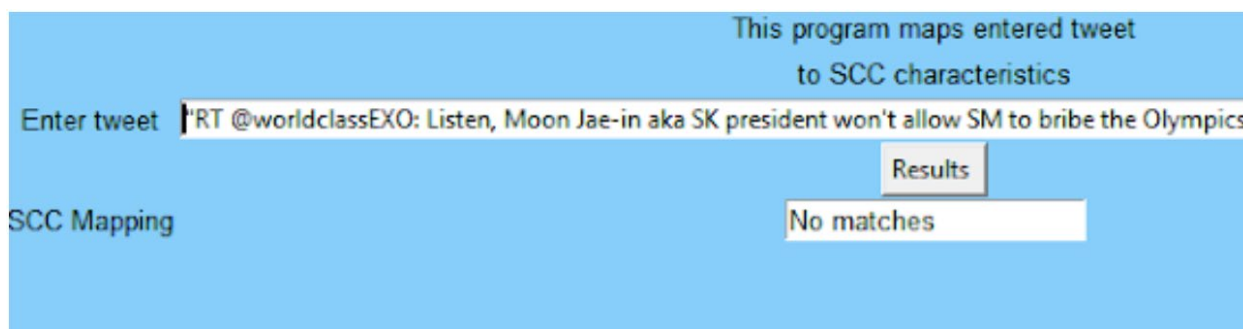 This program maps entered tweet
to SCC characteristics
Enter tweet "RT @worldclassEXO: Listen, Moon Jae-in aka SK president won't allow SM to bribe the Olympics
Results
SCC Mapping No matches